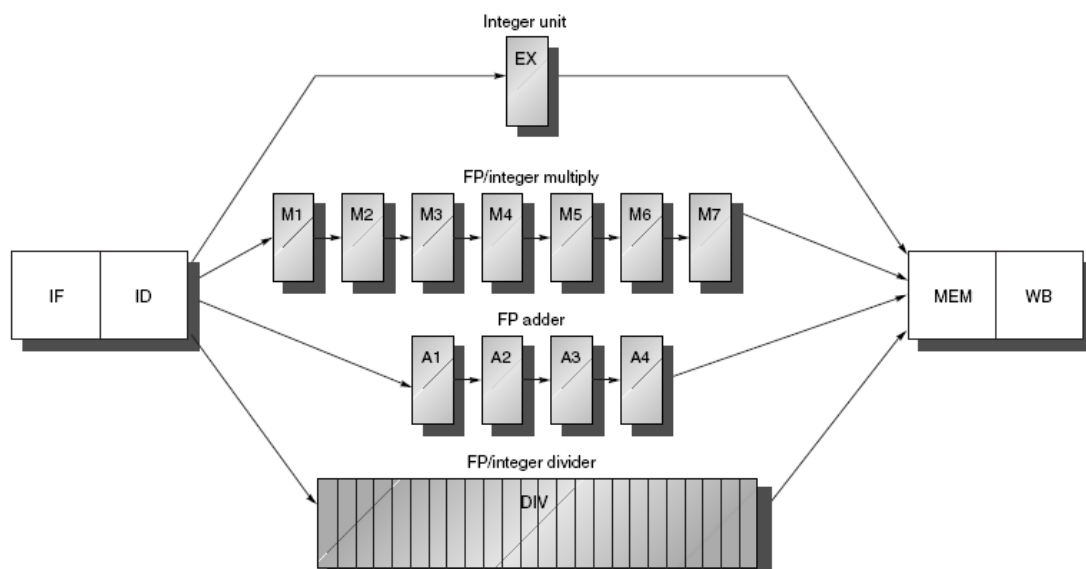 Integer unit
EX
FP/integer multiply
M1 M2 M3 M4 M5 M6 M7
IF ID
MEM WB
FP adder
A1 A2 A3 A4
FP/integer divider
DIV